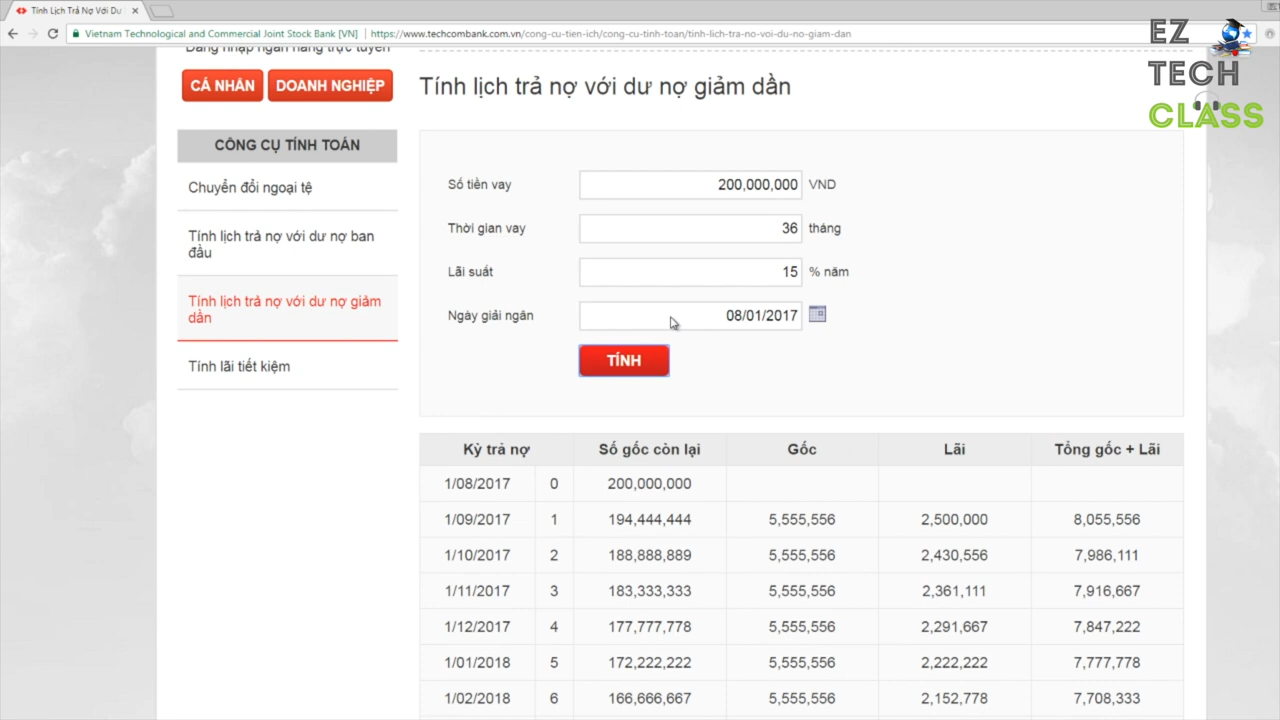 Tính Lịch Trả Nợ Với Dư
Vietnam Technological and Commercial Joint Stock Bank [VN] https://www.techcombank.com.vn/cong-cu-tien-ich/cong-cu-tinh-toan/tinh-lich-tra-no-voi-du-no-giam-dan
EZ
TECH
CLASS
Đăng nhập ngân hàng trực tuyến
CÁ NHÂN DOANH NGHIỆP
Tính lịch trả nợ với dư nợ giảm dần
CÔNG CỤ TÍNH TOÁN
Chuyển đổi ngoại tệ
Tính lịch trả nợ với dư nợ ban
đầu
Tính lịch trả nợ với dư nợ giảm
dần
Tính lãi tiết kiệm
Số tiền vay 200,000,000 VND
Thời gian vay 36 tháng
Lãi suất 15 % năm
Ngày giải ngân 08/01/2017
TÍNH
Kỳ trả nợ Số gốc còn lại Gốc Lãi Tổng gốc + Lãi
1/08/2017 0 200,000,000
1/09/2017 1 194,444,444 5,555,556 2,500,000 8,055,556
1/10/2017 2 188,888,889 5,555,556 2,430,556 7,986,111
1/11/2017 3 183,333,333 5,555,556 2,361,111 7,916,667
1/12/2017 4 177,777,778 5,555,556 2,291,667 7,847,222
1/01/2018 5 172,222,222 5,555,556 2,222,222 7,777,778
1/02/2018 6 166,666,667 5,555,556 2,152,778 7,708,333